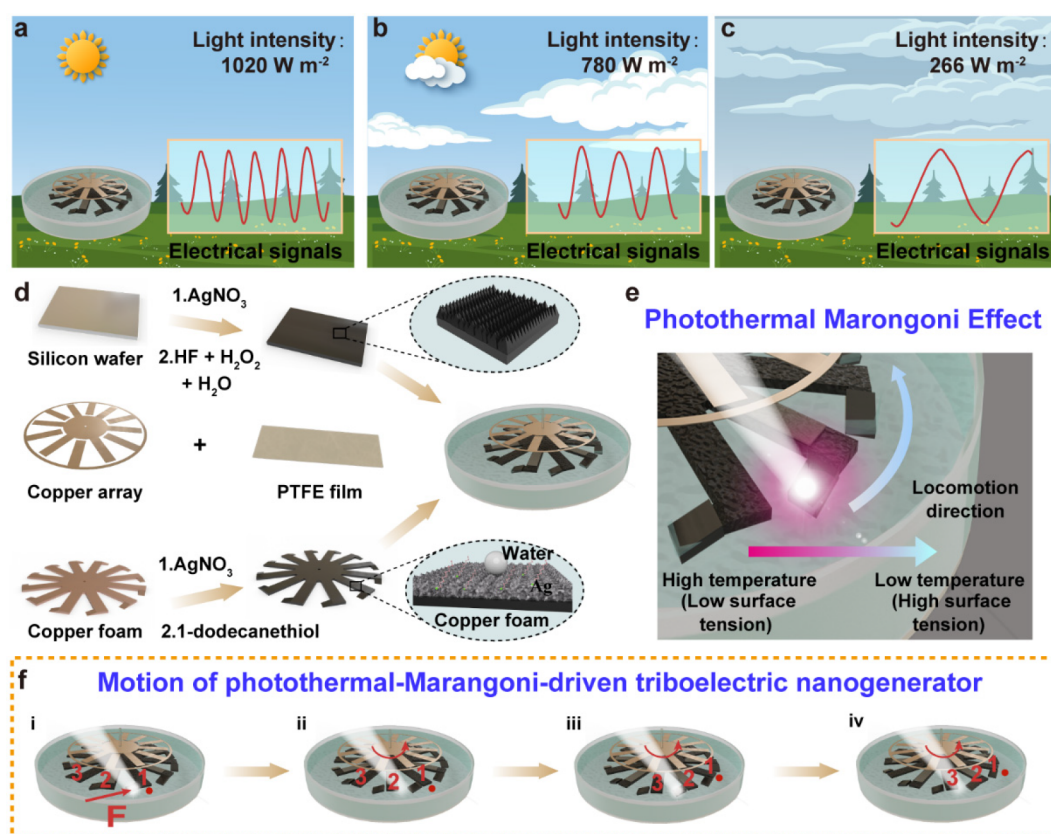 a
Light intensity:
1020 W m-2
Electrical signals
b
Light intensity:
780 W m-2
Electrical signals
c
Light intensity:
266 W m-2
Electrical signals
d
Silicon wafer
1.AgNO3
2.HF + H2O2
+ H2O
Copper array
+
PTFE film
Copper foam
1.AgNO3
2.1-dodecanethiol
Water
Ag
Copper foam
e
Photothermal Marongoni Effect
Locomotion
direction
High temperature
(Low surface
tension)
Low temperature
(High surface
tension)
f
Motion of photothermal-Marangoni-driven triboelectric nanogenerator
i
3
2
1
F
ii
3
2
1
iii
3
2
1
iv
3
2
1